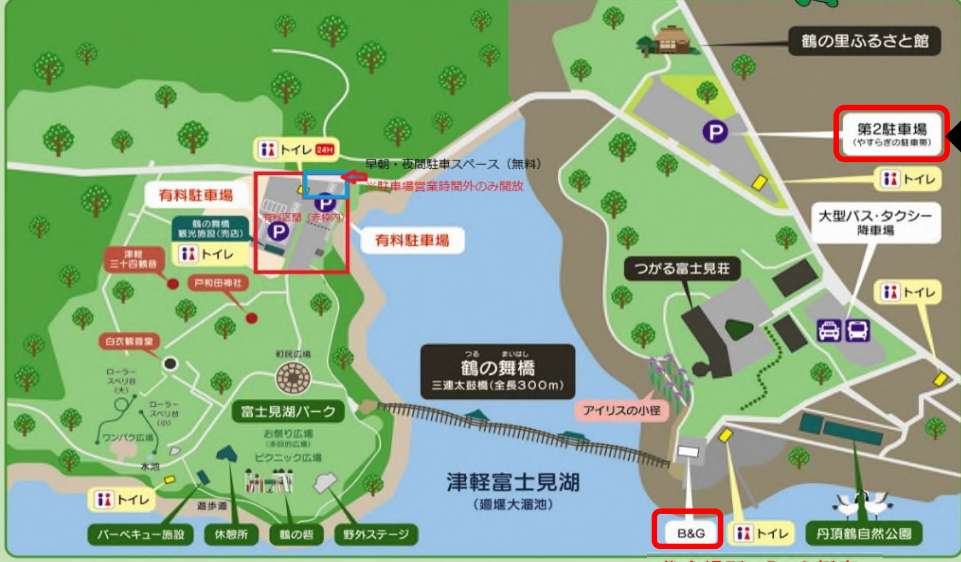 鶴の里ふるさと館
P
第2駐車場
(やすらぎの駐車帯)
トイレ 24H
早朝・夜間駐車スペース（無料）
※駐車場営業時間外のみ開放
トイレ
有料駐車場
P
有料区間（赤枠内）
P
鶴の舞橋
観光施設(売店)
トイレ
有料駐車場
大型バス・タクシー
降車場
津軽
三十四観音
つがる富士見荘
トイレ
戸和田神社
白衣観音堂
つる まいはし
鶴の舞橋
三連太鼓橋(全長300m)
町民広場
ローラー
スベリ台
(大)
ローラー
スベリ台
(小)
富士見湖パーク
アイリスの小径
ワンパク広場
お祭り広場
(多目的広場)
ピクニック広場
水池
津軽富士見湖
(廻堰大溜池)
トイレ
遊歩道
バーベキュー施設
休憩所
鶴の砦
野外ステージ
B&G
トイレ
丹頂鶴自然公園